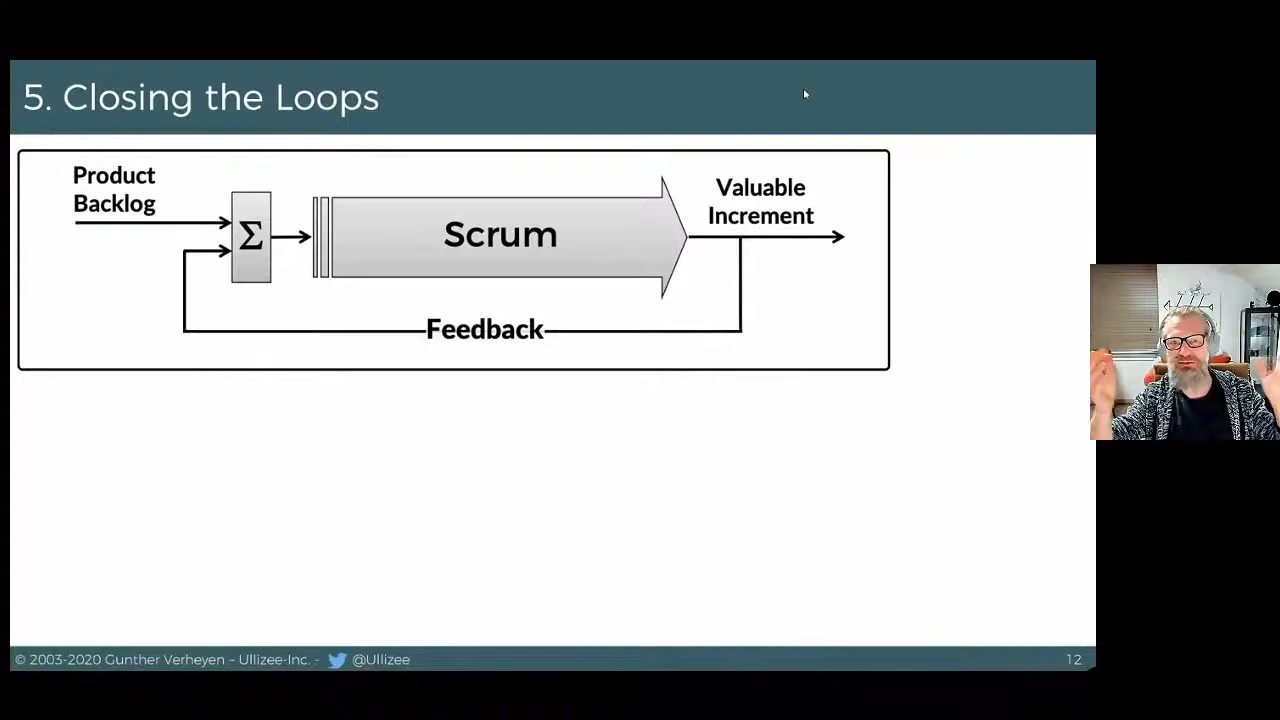 5. Closing the Loops
Product
Backlog
Σ
Scrum
Valuable
Increment
Feedback
© 2003-2020 Gunther Verheyen – Ullizee-Inc. - @Ullizee
12